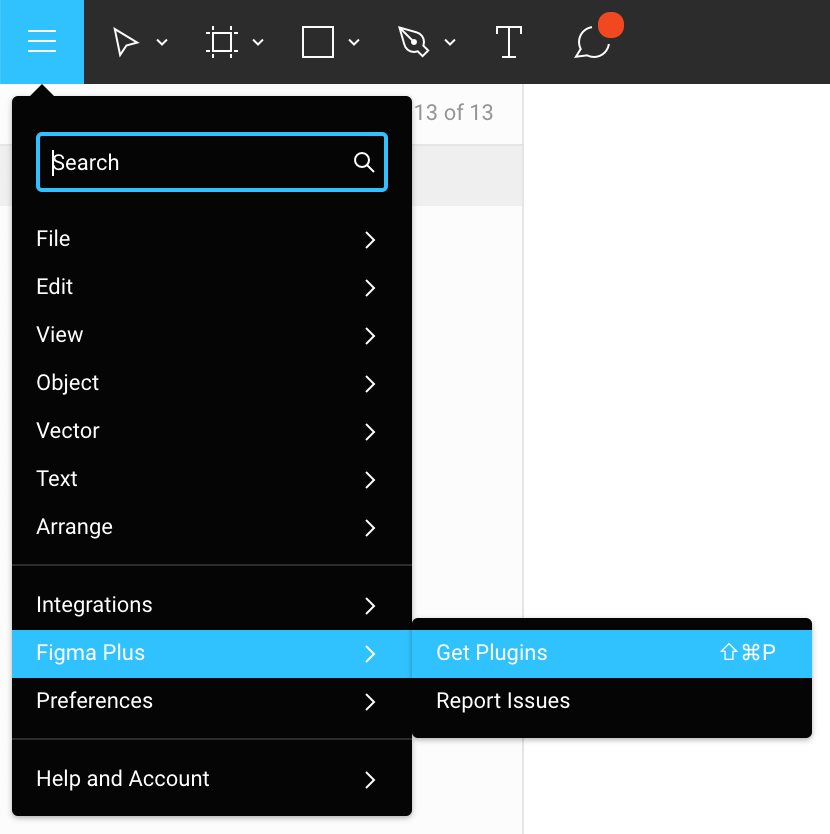 13 of 13
Search
File
Edit
View
Object
Vector
Text
Arrange
Integrations
Figma Plus
Get Plugins ⇧⌘P
Preferences
Report Issues
Help and Account